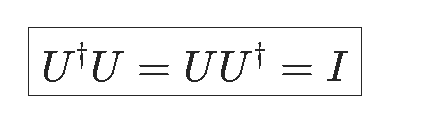 U†U = UU† = I